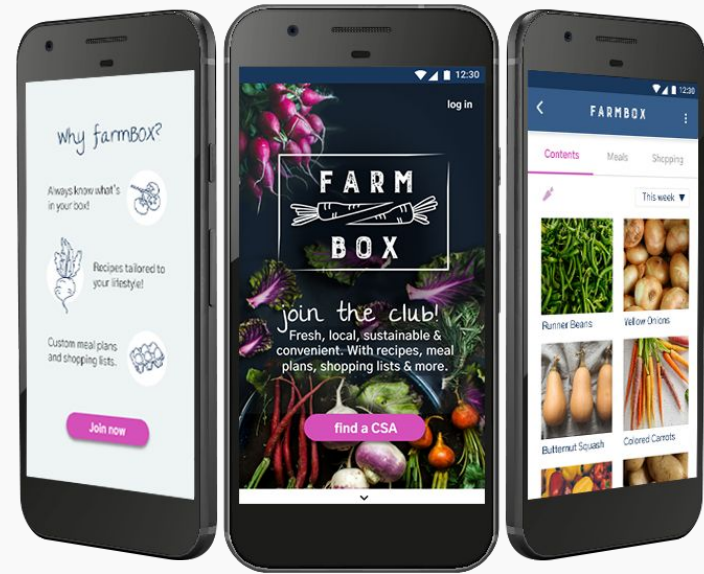 why farmBOX?
Always know what's
in your box!
Recipes tailored to
your lifestyle!
Custom meal plans
and shopping lists.
Join now
12:30
log in
FARM
BOX
join the club!
Fresh, local, sustainable &
convenient. With recipes, meal
plans, shopping lists & more.
find a CSA
12:30
FARMBOX
Contents Meals Shopping
This week
Runner Beans Yellow Onions
Butternut Squash Colored Carrots